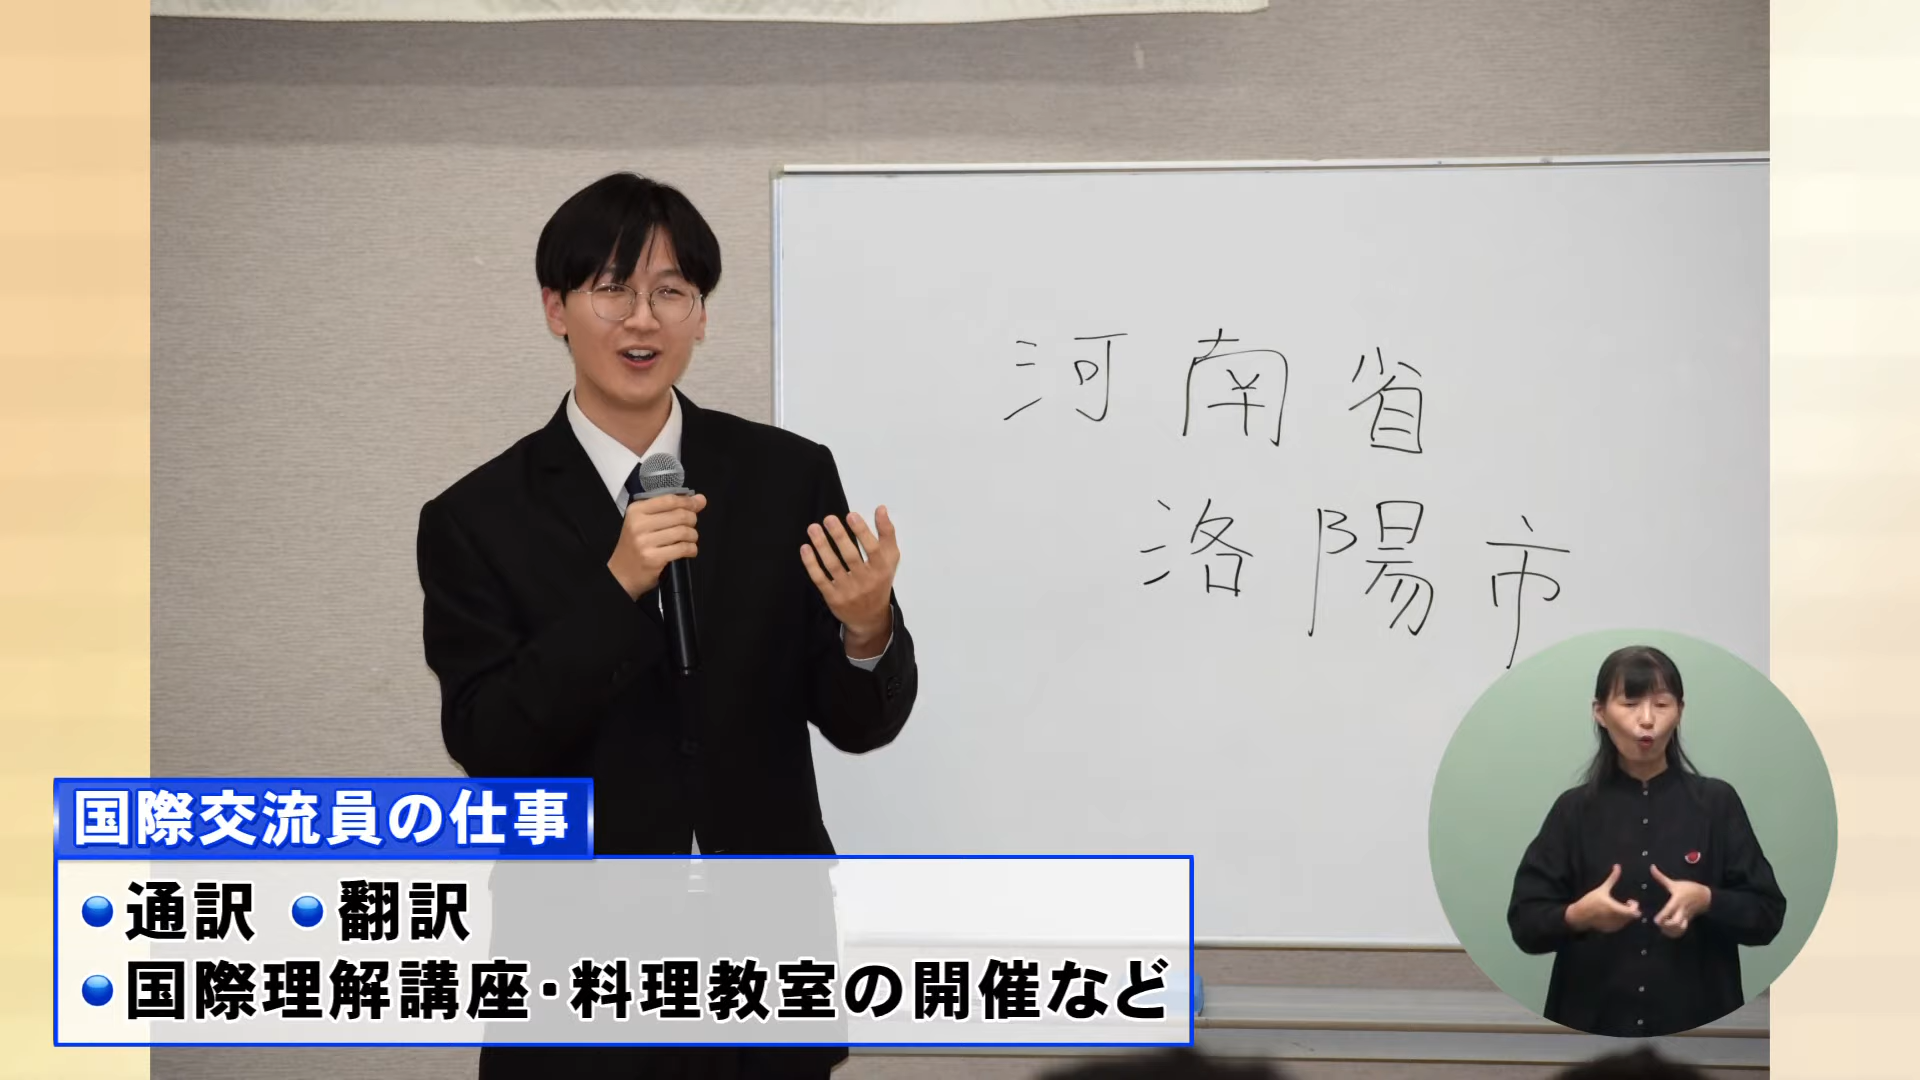 河南省
洛陽市
国際交流員の仕事
●通訳 ●翻訳
●国際理解講座・料理教室の開催など